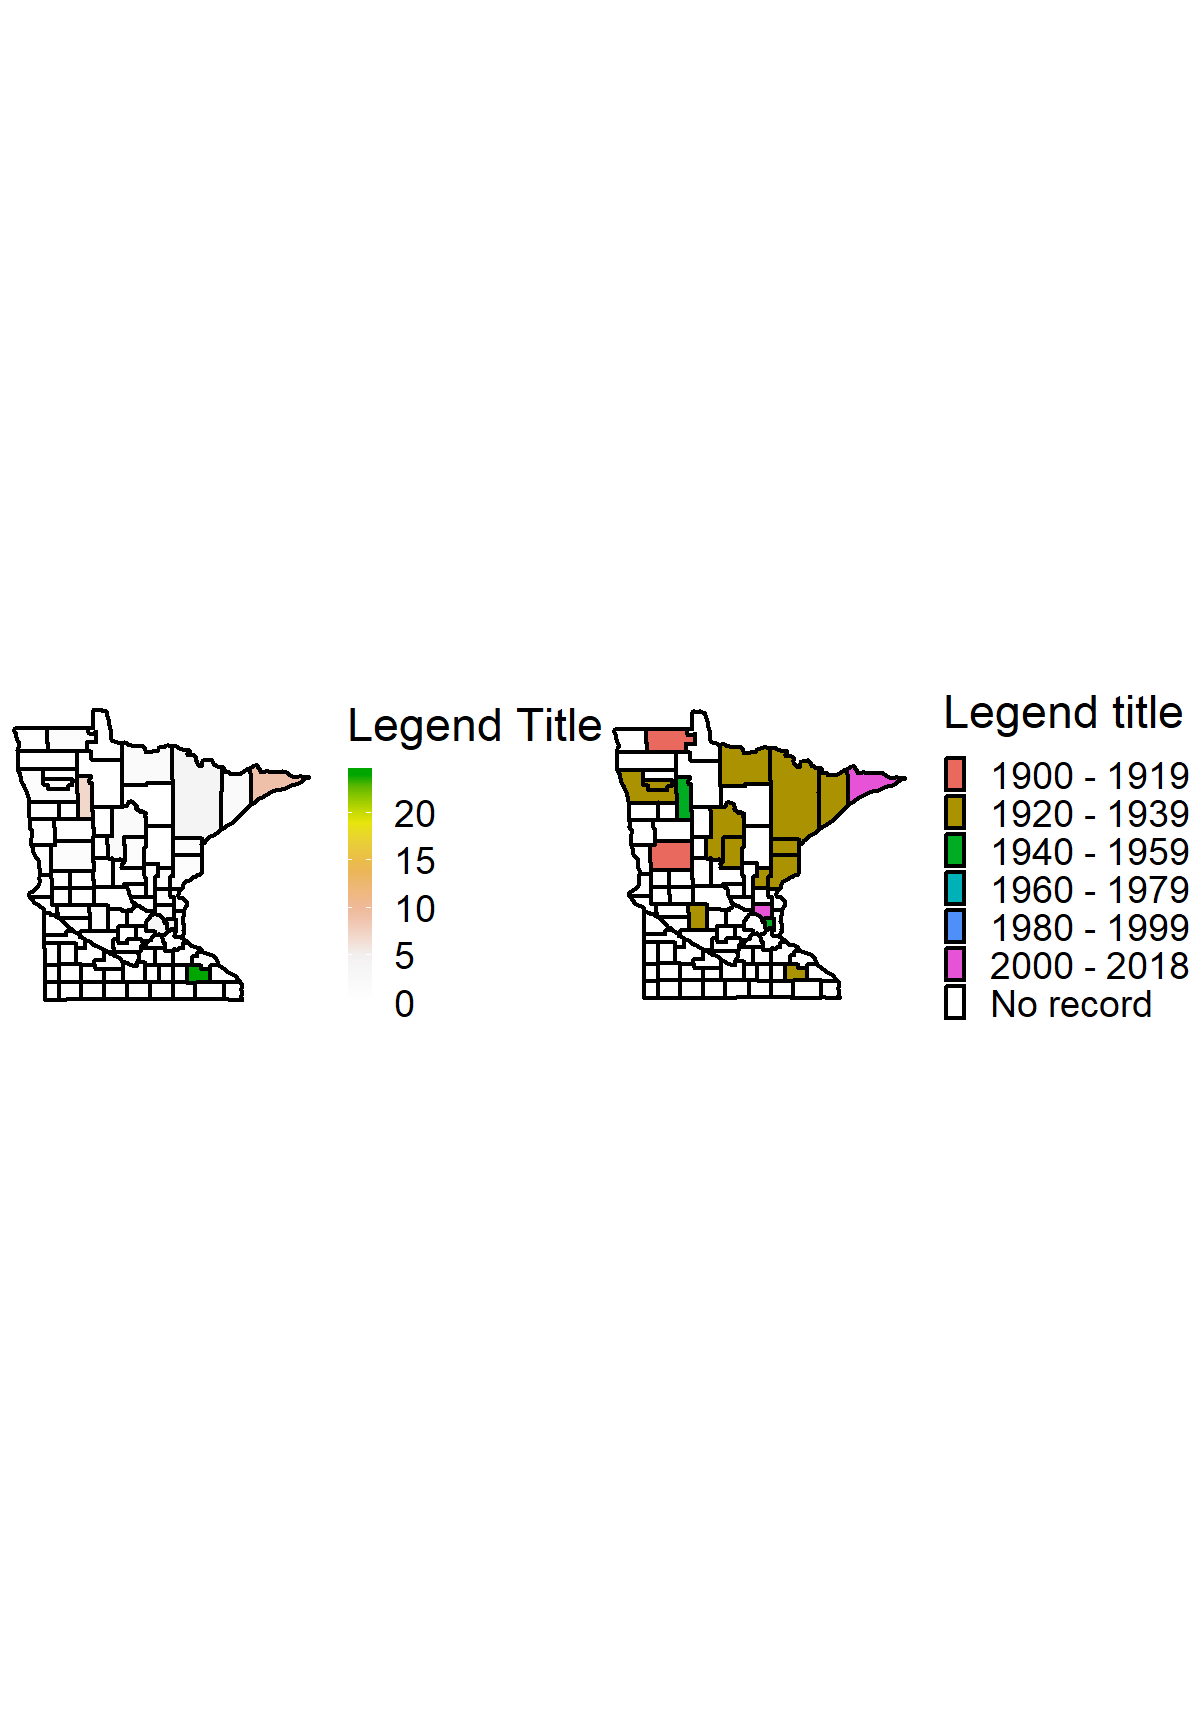 Legend Title
20
15
10
5
0
Legend title
1900 - 1919
1920 - 1939
1940 - 1959
1960 - 1979
1980 - 1999
2000 - 2018
No record